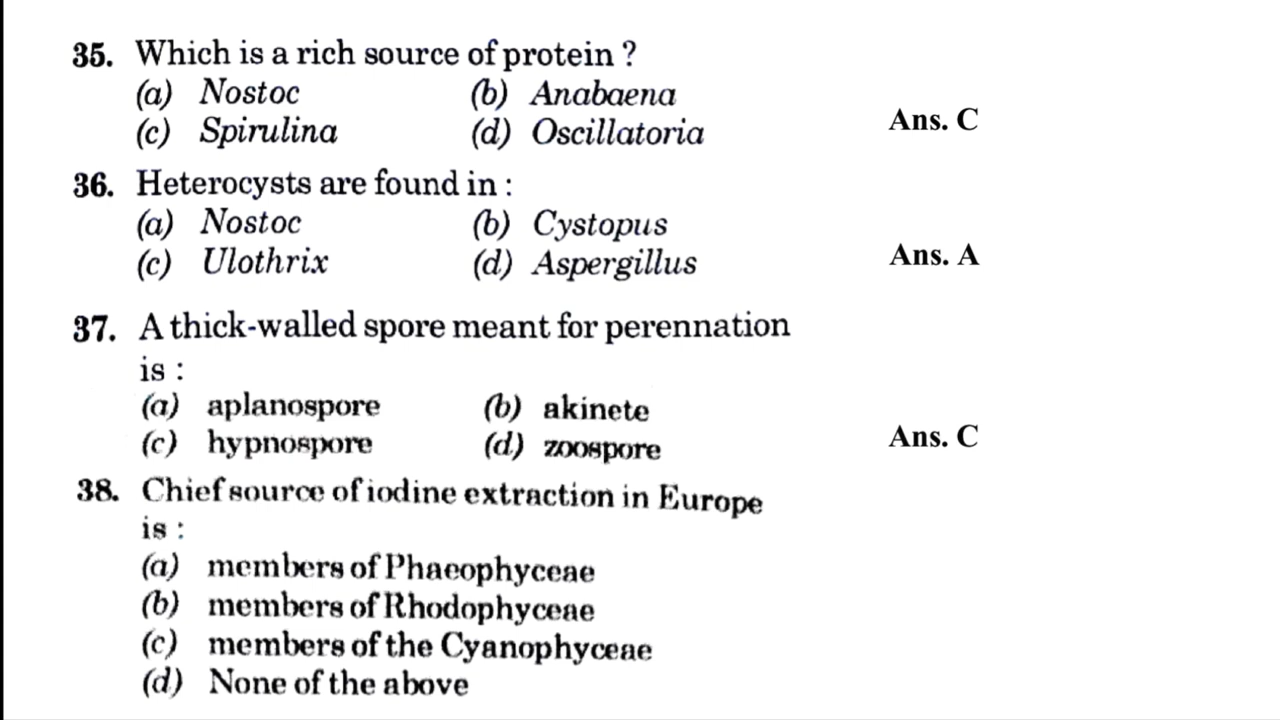 35. Which is a rich source of protein ?
(a) Nostoc (b) Anabaena
(c) Spirulina (d) Oscillatoria
Ans. C
36. Heterocysts are found in :
(a) Nostoc (b) Cystopus
(c) Ulothrix (d) Aspergillus
Ans. A
37. A thick-walled spore meant for perennation
is :
(a) aplanospore (b) akinete
(c) hypnospore (d) zoospore
Ans. C
38. Chief source of iodine extraction in Europe
is :
(a) members of Phaeophyceae
(b) members of Rhodophyceae
(c) members of the Cyanophyceae
(d) None of the above